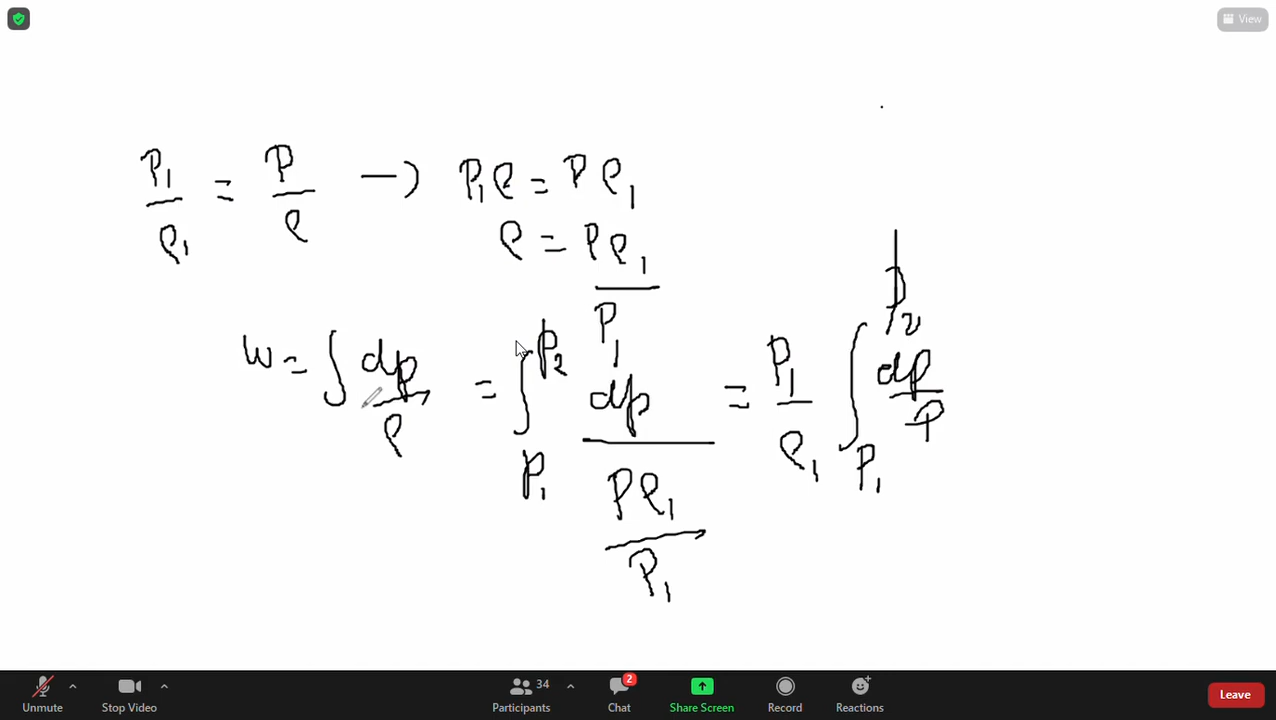 View
P₁/ρ₁ = P/ρ → P₁ρ = Pρ₁
ρ = Pρ₁/P₁
w = ∫ dp/ρ = ∫_{P₁}^{P₂} dp/(Pρ₁/P₁) = P₁/ρ₁ ∫_{P₁}^{P₂} dp/P
34 2
Unmute Stop Video Participants Chat Share Screen Record Reactions Leave